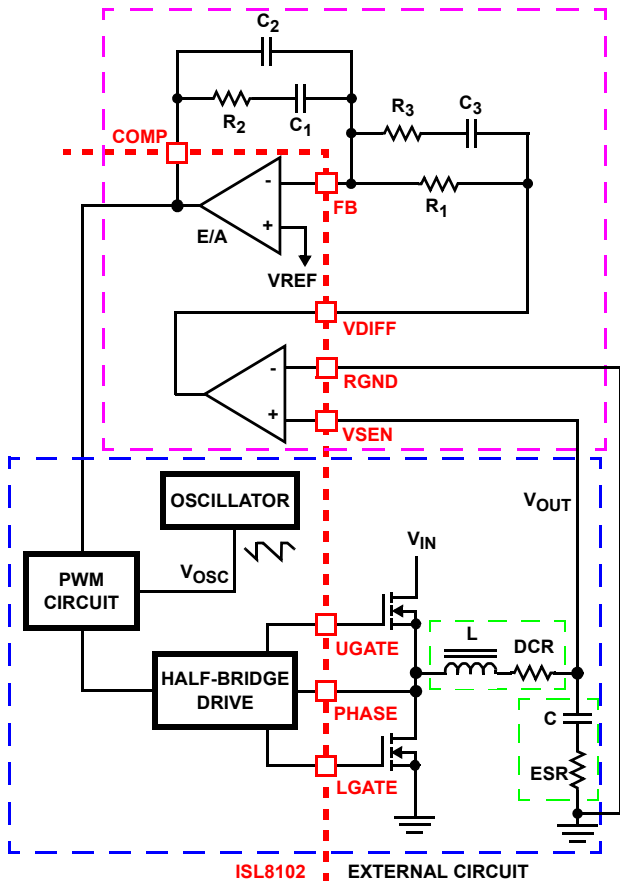 C2
R2
C1
R3
C3
COMP
-
FB
R1
E/A
+
VREF
VDIFF
-
RGND
+
VSEN
OSCILLATOR
VOUT
VOSC
VIN
PWM
CIRCUIT
UGATE
L
DCR
HALF-BRIDGE
DRIVE
PHASE
C
LGATE
ESR
ISL8102
EXTERNAL CIRCUIT